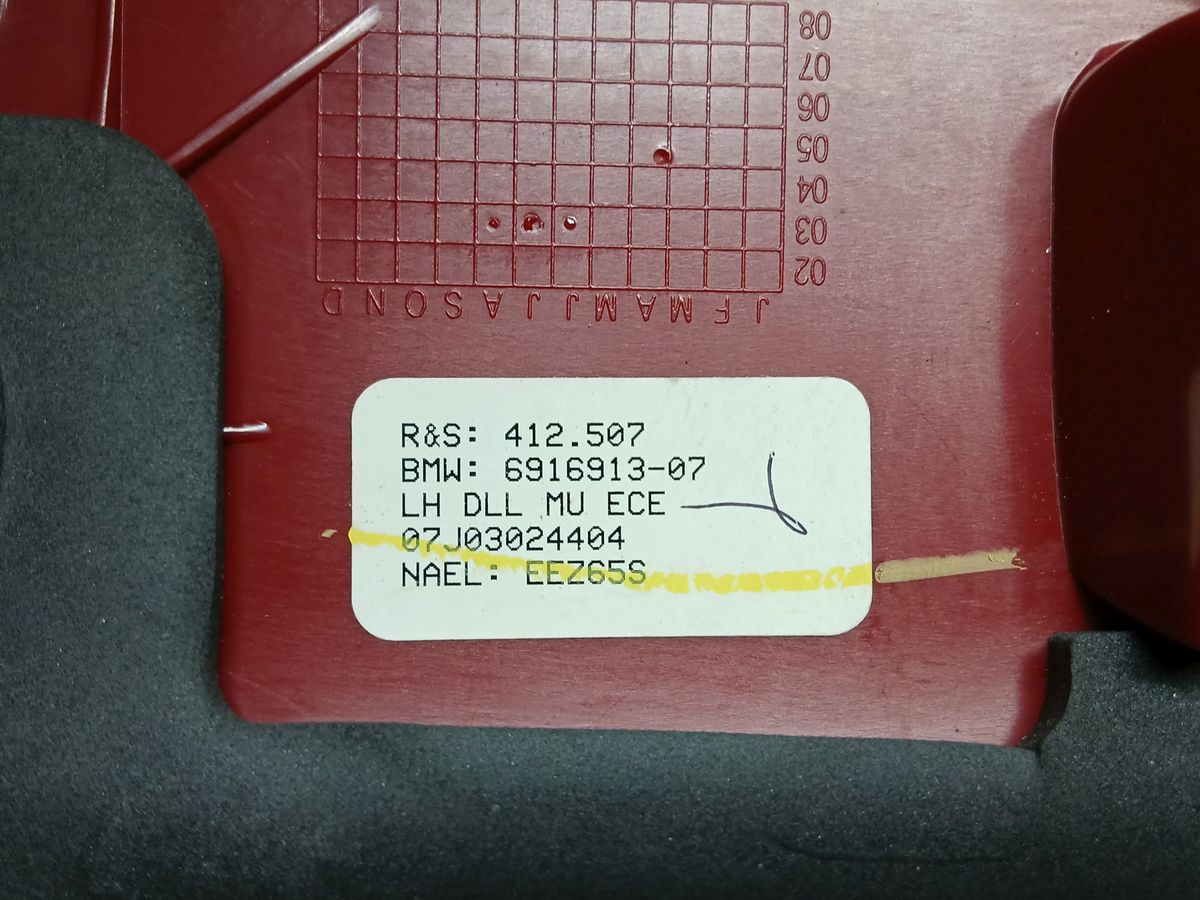 08
07
06
05
04
03
02
J F M A M J J A S O N D
R&S: 412.507
BMW: 6916913-07
LH DLL MU ECE
07J03024404
NAEL: EEZ65S